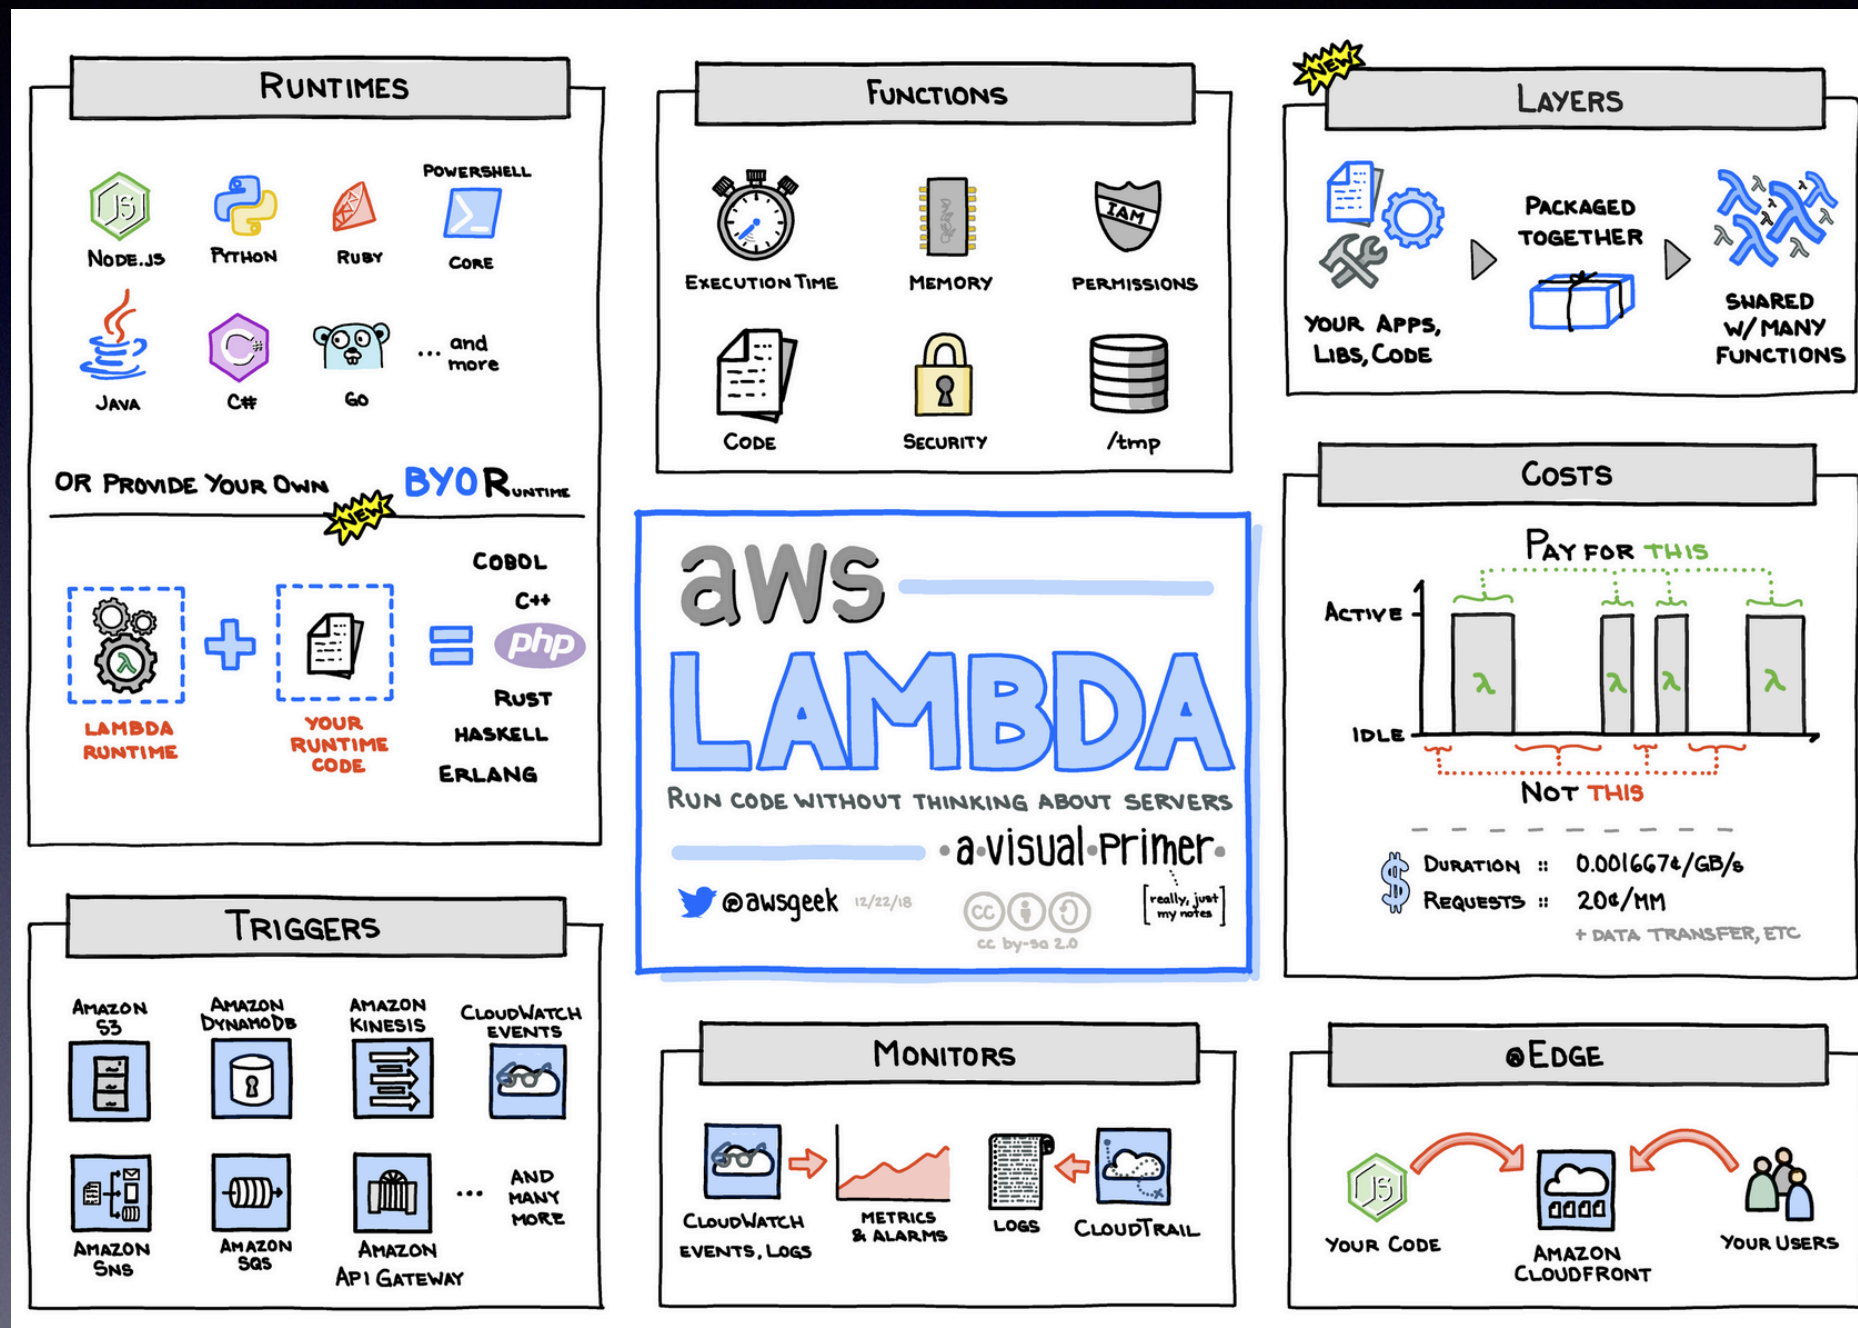 RUNTIMES
NODE.JS
PYTHON
RUBY
POWERSHELL
CORE
JAVA
C#
GO
... and
more
OR PROVIDE YOUR OWN
BYO RUNTIME
NEW
LAMBDA
RUNTIME
YOUR
RUNTIME
CODE
COBOL
C++
php
RUST
HASKELL
ERLANG
TRIGGERS
AMAZON
S3
AMAZON
DYNAMODB
AMAZON
KINESIS
CLOUDWATCH
EVENTS
AMAZON
SNS
AMAZON
SQS
AMAZON
API GATEWAY
... AND
MANY
MORE
FUNCTIONS
EXECUTION TIME
MEMORY
IAM
PERMISSIONS
CODE
SECURITY
/tmp
aws
LAMBDA
RUN CODE WITHOUT THINKING ABOUT SERVERS
•a•visual•primer•
[really, just
my notes]
@awsgeek 12/22/18
cc
cc by-sa 2.0
MONITORS
CLOUDWATCH
EVENTS, LOGS
METRICS
& ALARMS
LOGS
CLOUDTRAIL
NEW
LAYERS
YOUR APPS,
LIBS, CODE
PACKAGED
TOGETHER
SHARED
W/ MANY
FUNCTIONS
COSTS
PAY FOR THIS
ACTIVE
λ λ λ λ
IDLE
NOT THIS
$
DURATION :: 0.001667¢/GB/s
REQUESTS :: 20¢/MM
+ DATA TRANSFER, ETC
@EDGE
JS
YOUR CODE
AMAZON
CLOUDFRONT
YOUR USERS